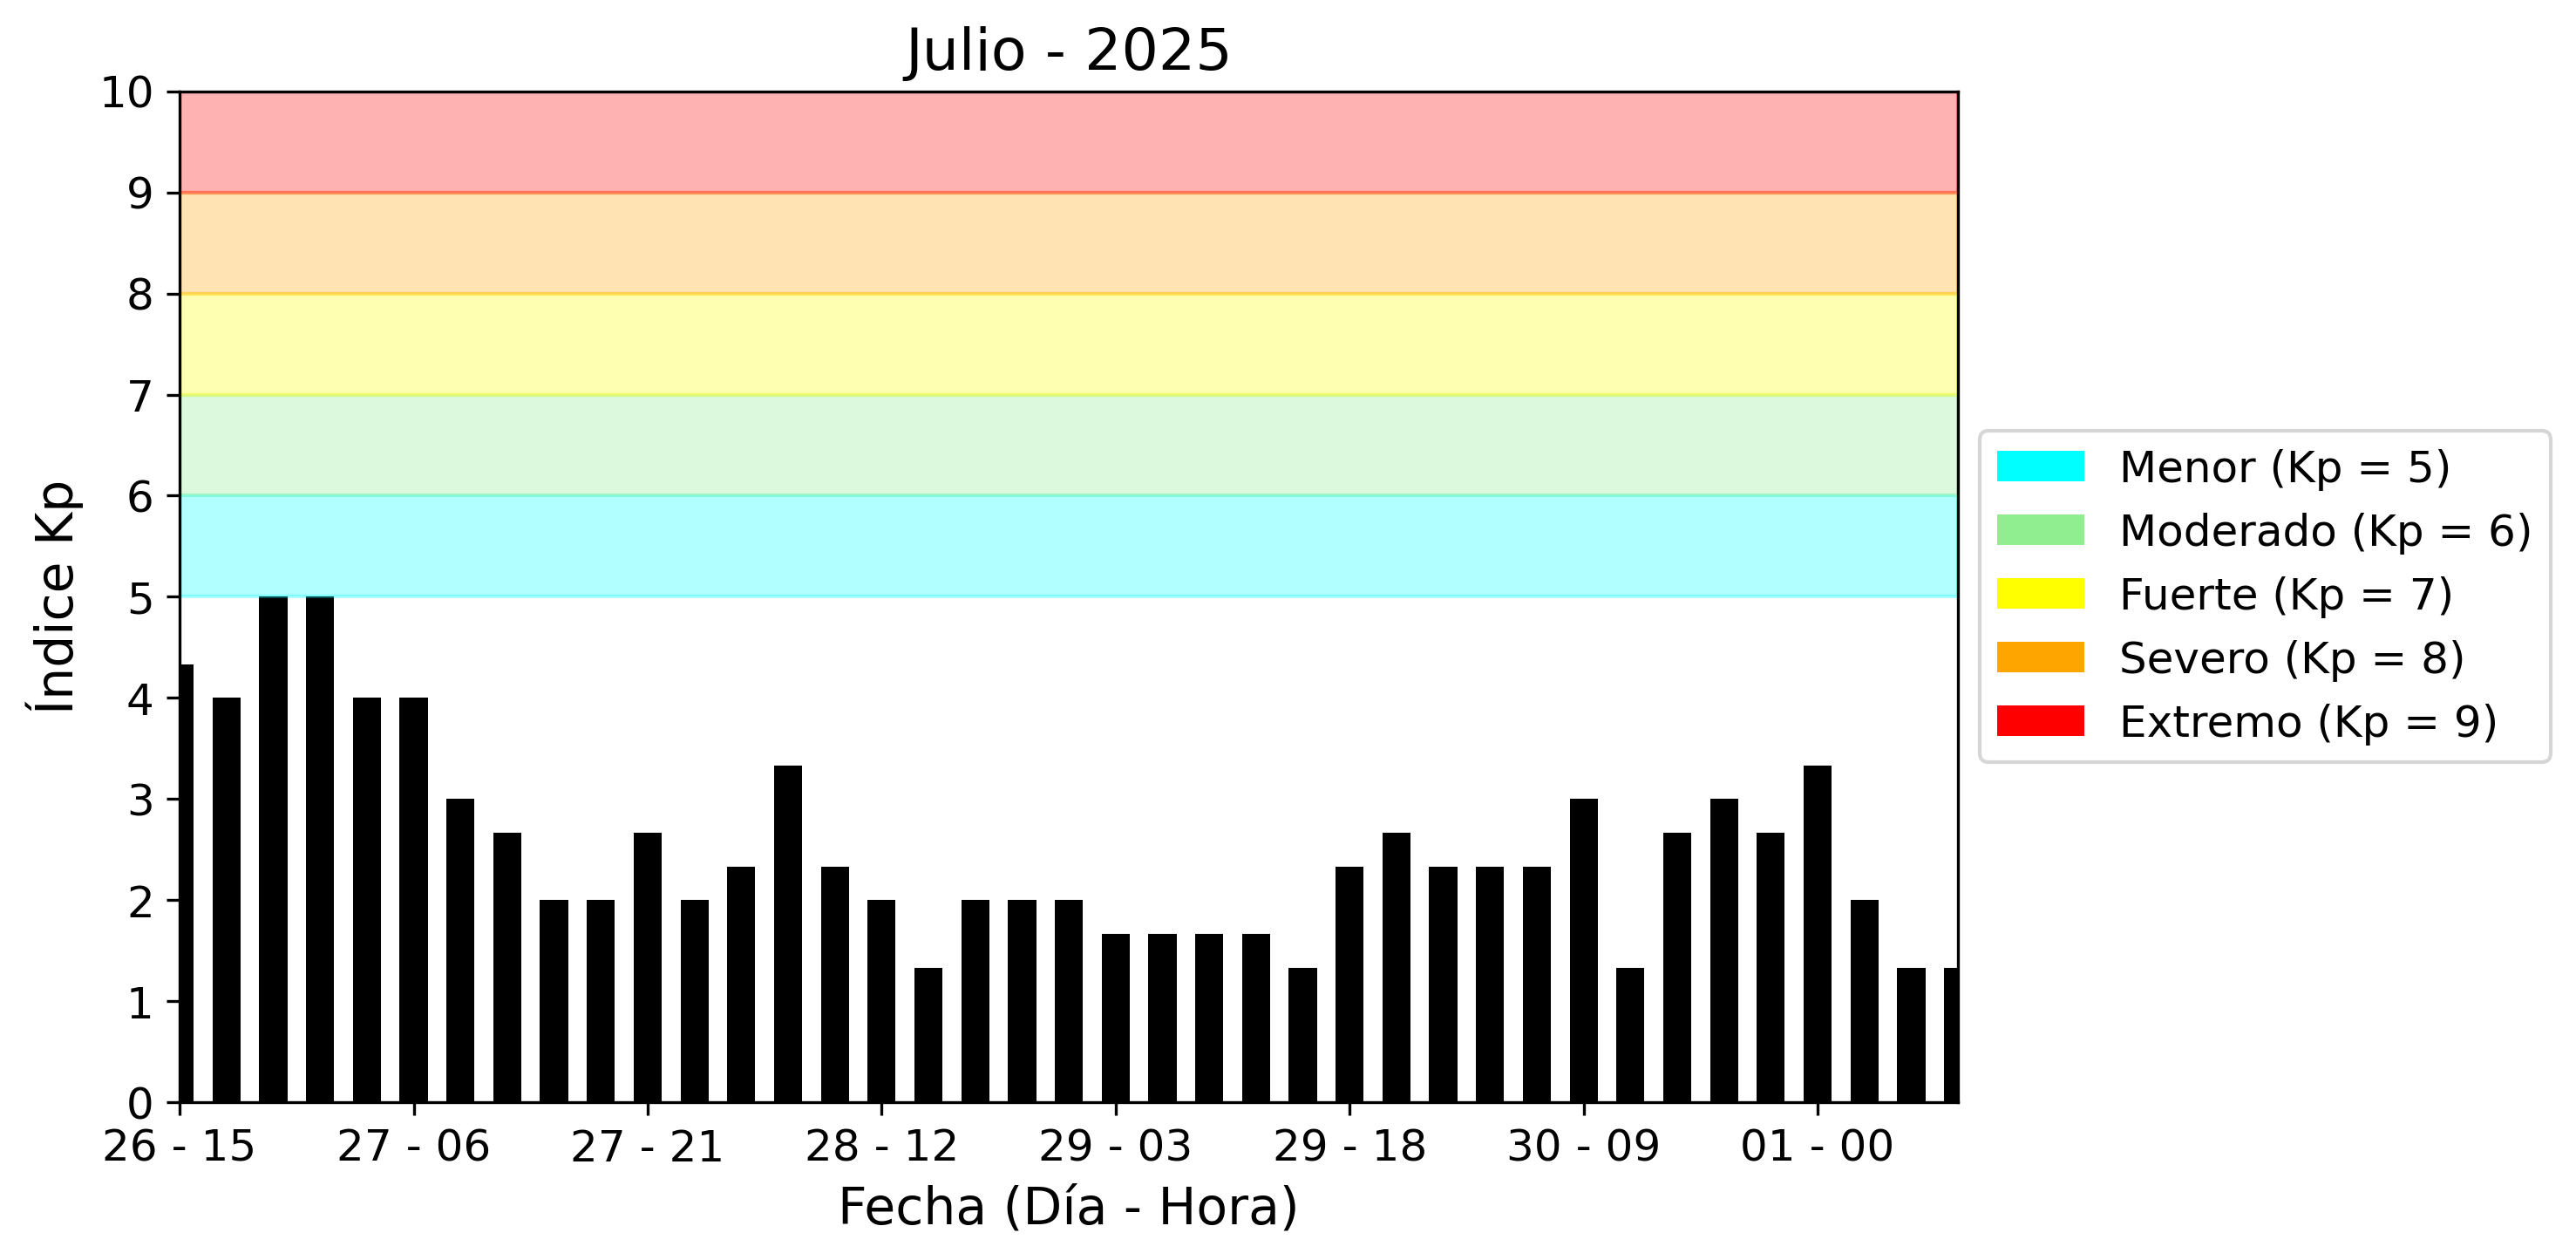 Julio - 2025
10
9
8
7
6
5
4
3
2
1
0
Índice Kp
26 - 15
27 - 06
27 - 21
28 - 12
29 - 03
29 - 18
30 - 09
01 - 00
Fecha (Día - Hora)
Menor (Kp = 5)
Moderado (Kp = 6)
Fuerte (Kp = 7)
Severo (Kp = 8)
Extremo (Kp = 9)